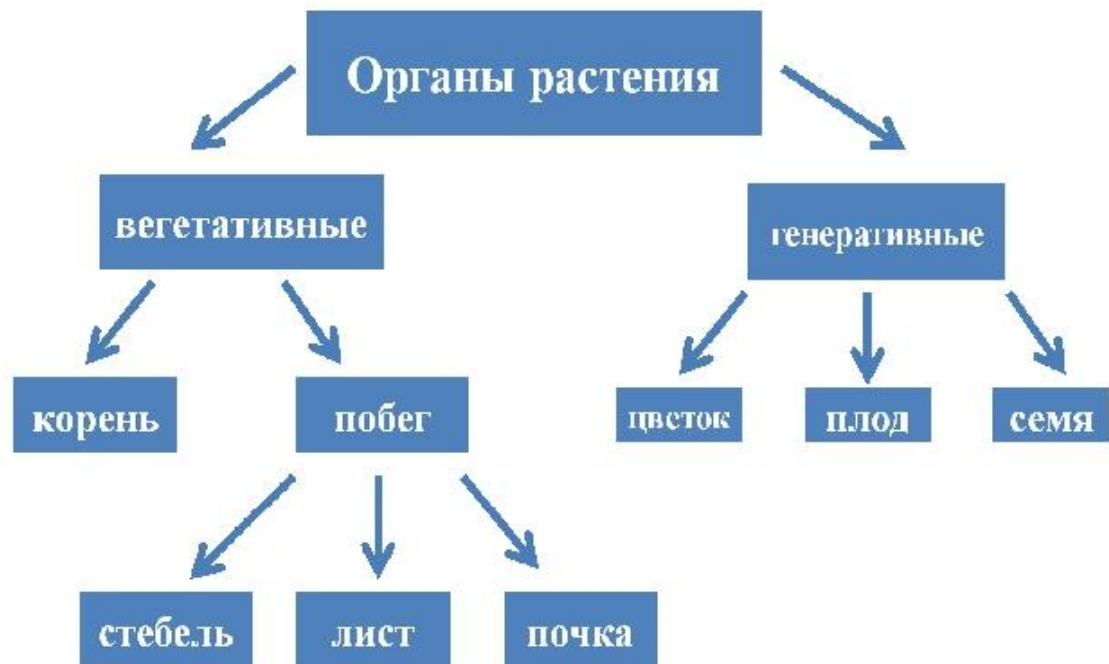 Органы растения
вегетативные
генеративные
корень
побег
цветок
плод
семя
стебель
лист
почка